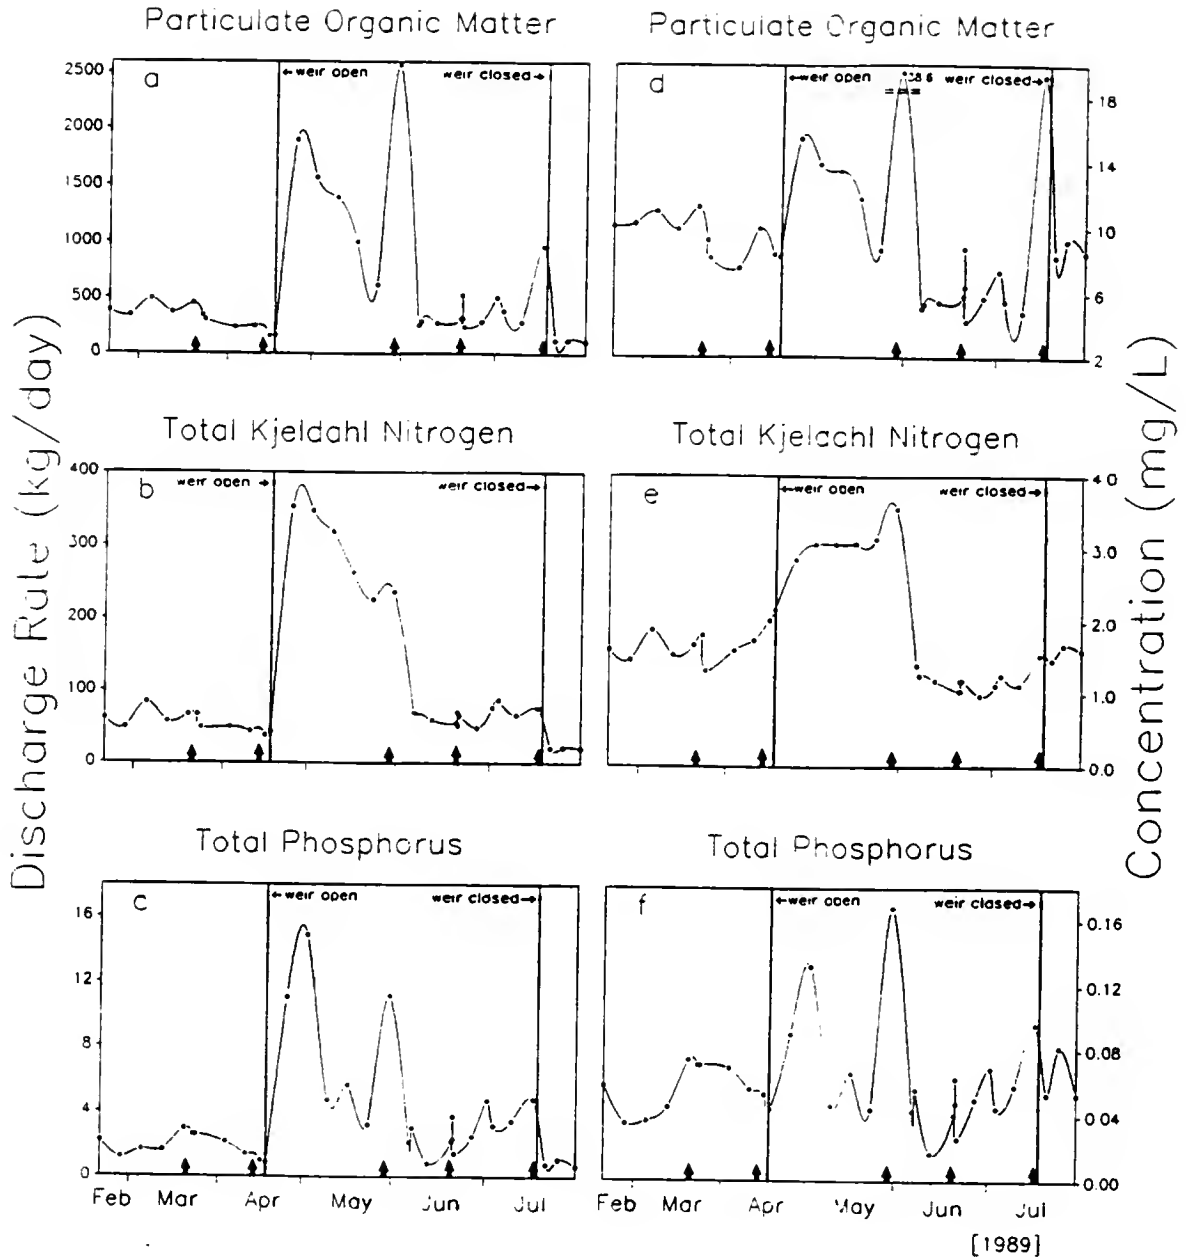 Particulate Organic Matter
Particulate Organic Matter
a
←weir open
weir closed→
d
←weir open
38.6
weir closed→
2500
2000
1500
1000
500
0
18
14
10
6
2
Total Kjeldahl Nitrogen
Total Kjeldahl Nitrogen
b
weir open→
weir closed→
e
←weir open
weir closed→
400
300
200
100
0
4.0
3.0
2.0
1.0
0.0
Discharge Rule (kg/day)
Concentration (mg/L)
Total Phosphorus
Total Phosphorus
c
←weir open
weir closed→
f
←weir open
weir closed→
16
12
8
4
0
0.16
0.12
0.08
0.04
0.00
Feb Mar Apr May Jun Jul
Feb Mar Apr May Jun Jul
[1989]